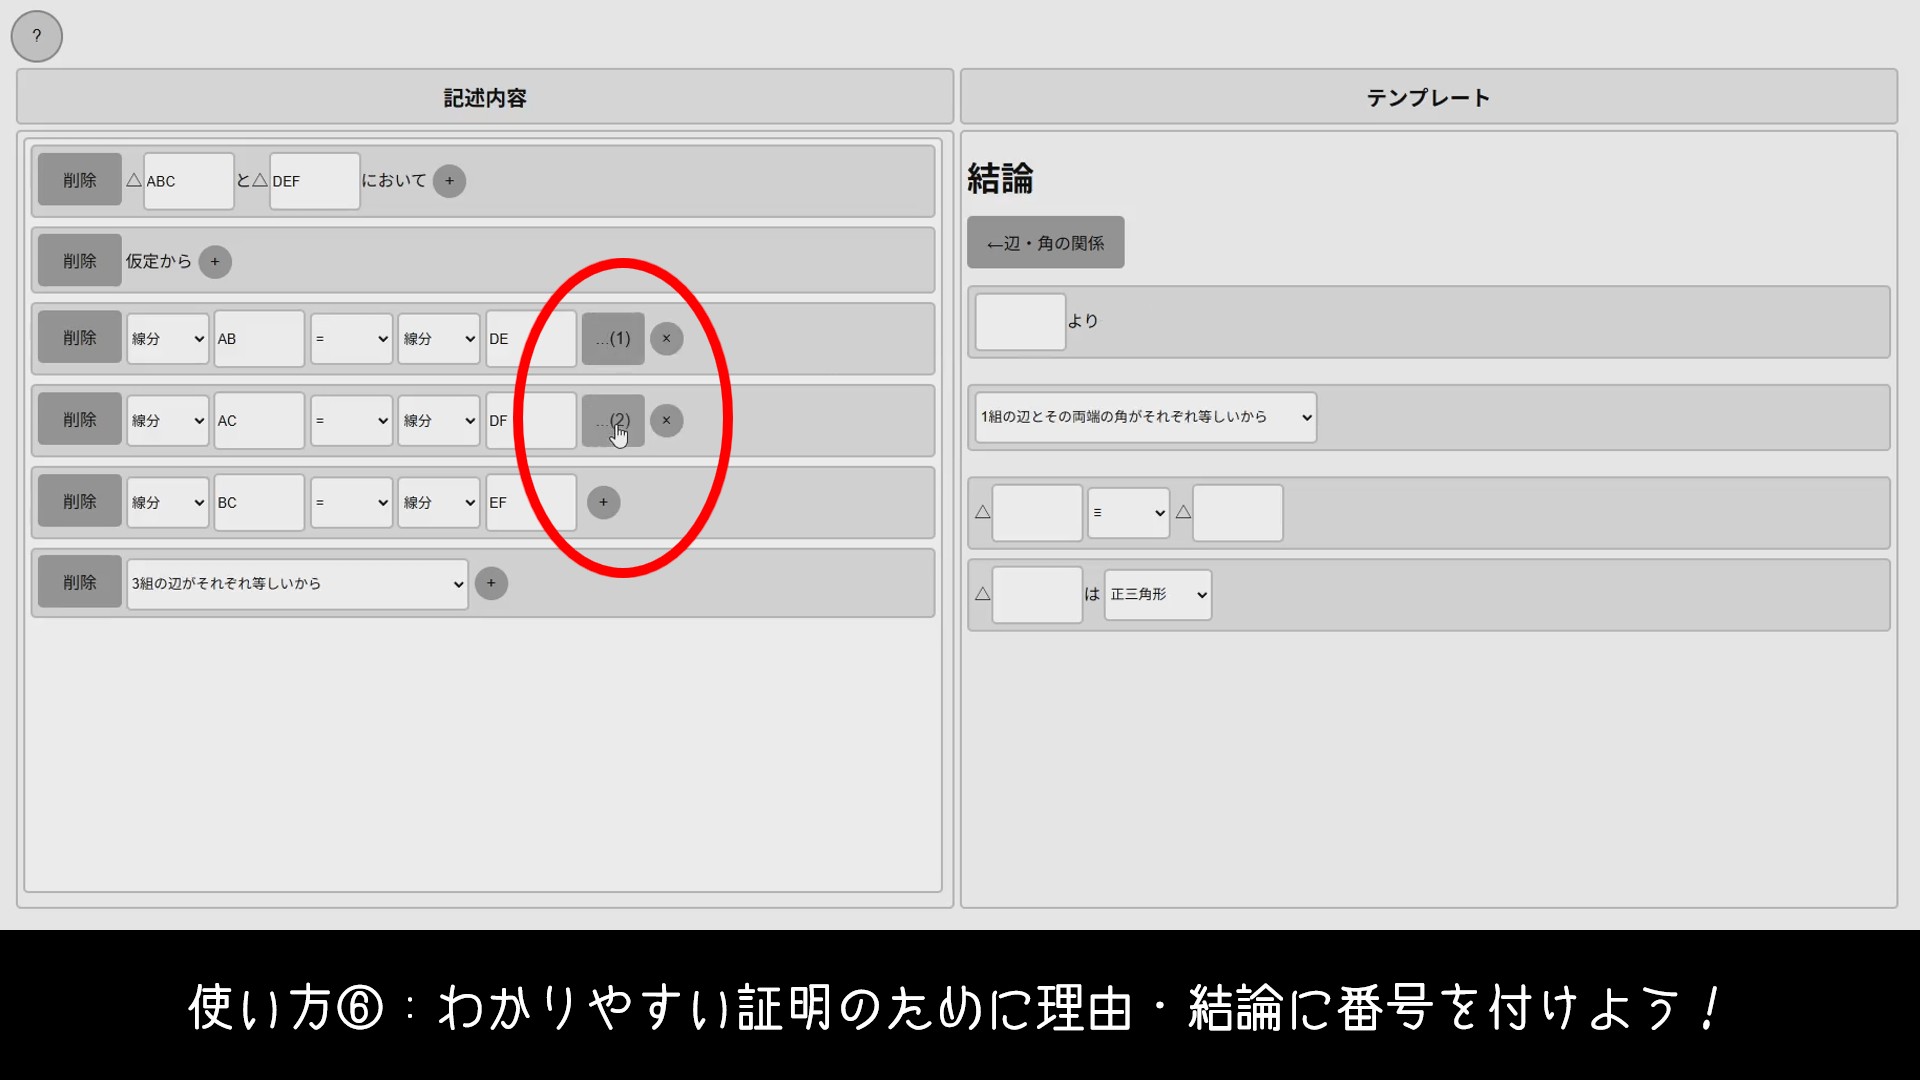 ?
記述内容
テンプレート
削除 △ ABC と△ DEF において +
削除 仮定から +
削除 線分 AB = 線分 DE …(1) ×
削除 線分 AC = 線分 DF …(2) ×
削除 線分 BC = 線分 EF +
削除 3組の辺がそれぞれ等しいから +
結論
←辺・角の関係
より
1組の辺とその両端の角がそれぞれ等しいから
△ ≡ △
△ は 正三角形
使い方⑥：わかりやすい証明のために理由・結論に番号を付けよう！